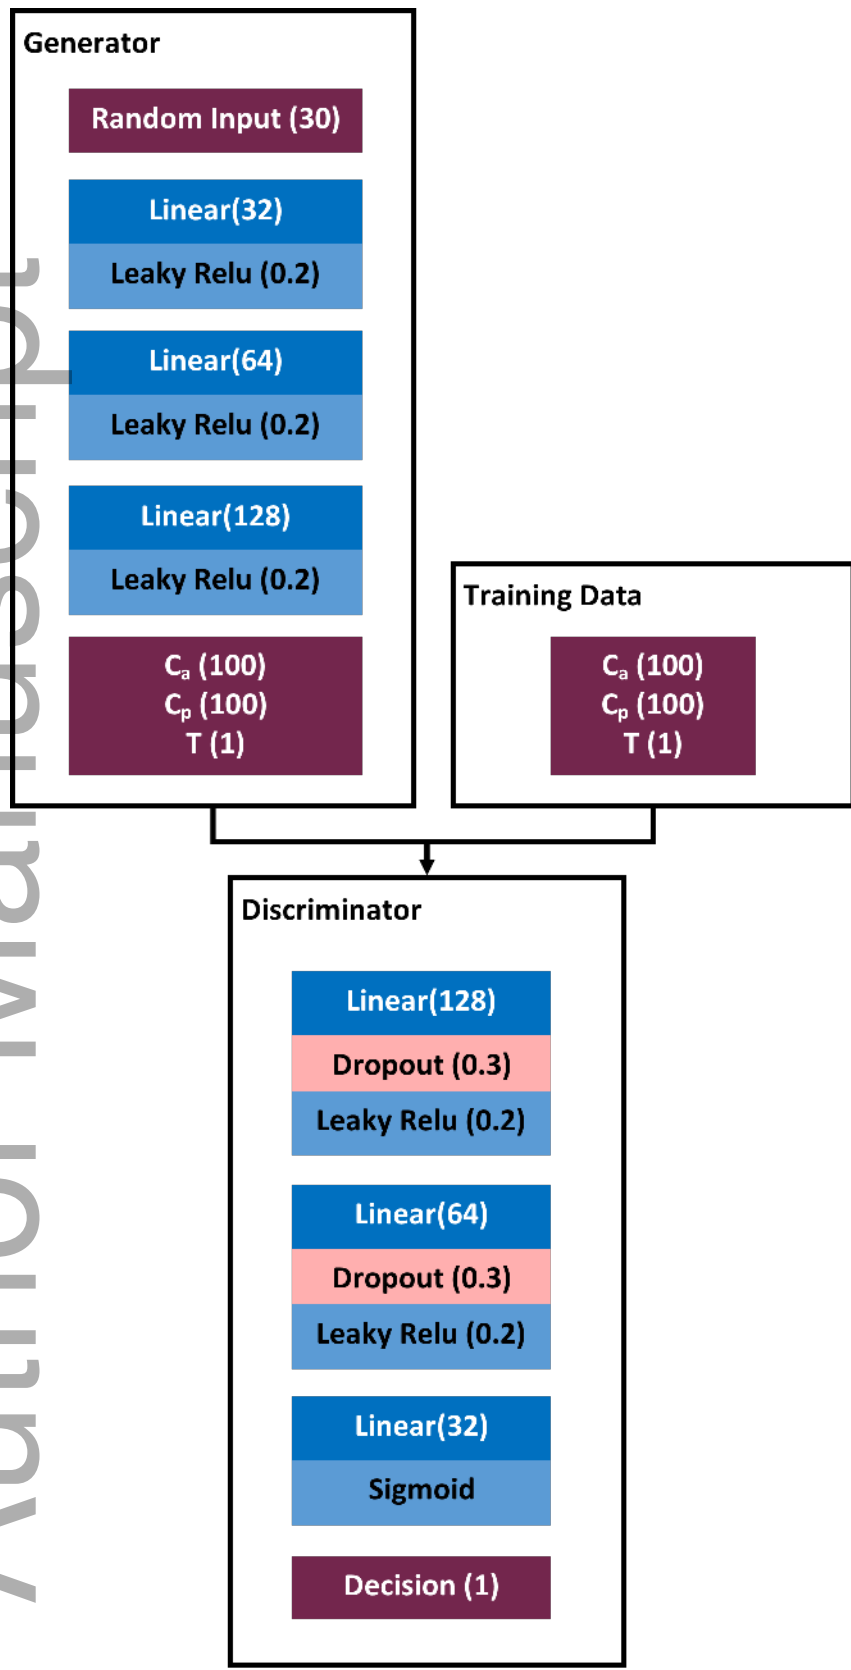 Generator
Random Input (30)
Linear(32)
Leaky Relu (0.2)
Linear(64)
Leaky Relu (0.2)
Linear(128)
Leaky Relu (0.2)
Cₐ (100)
Cₚ (100)
T (1)
Training Data
Cₐ (100)
Cₚ (100)
T (1)
Discriminator
Linear(128)
Dropout (0.3)
Leaky Relu (0.2)
Linear(64)
Dropout (0.3)
Leaky Relu (0.2)
Linear(32)
Sigmoid
Decision (1)
Author Manuscript